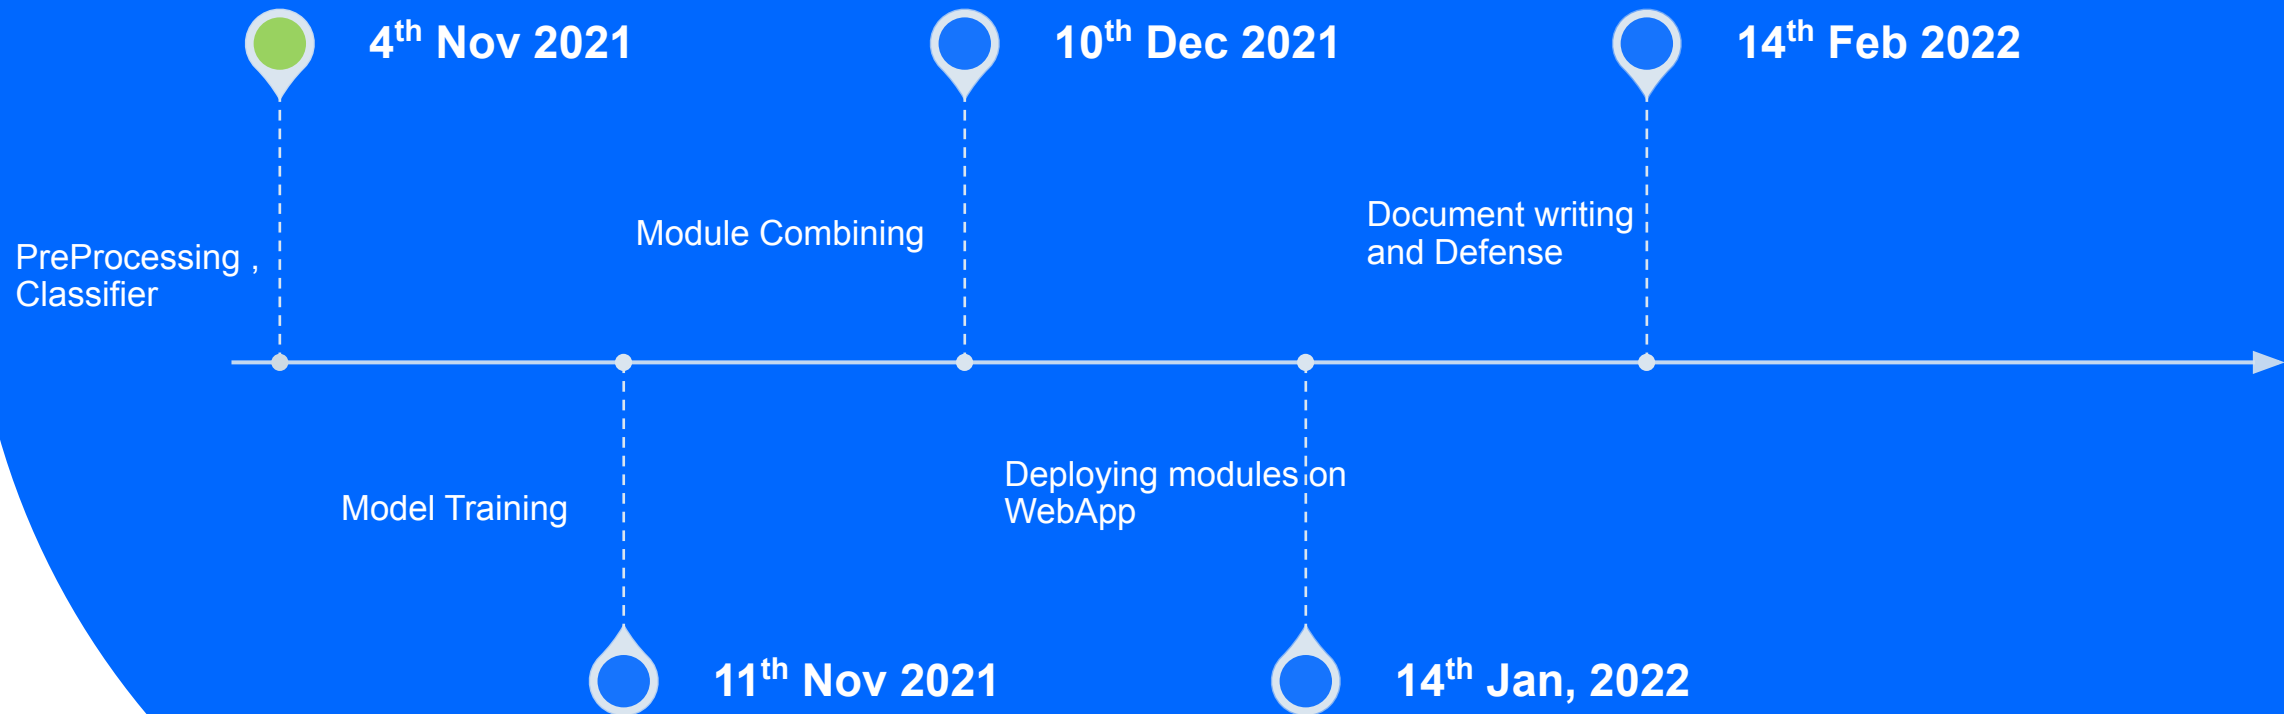 4th Nov 2021
10th Dec 2021
14th Feb 2022
PreProcessing ,
Classifier
Module Combining
Document writing
and Defense
Model Training
Deploying modules on
WebApp
11th Nov 2021
14th Jan, 2022